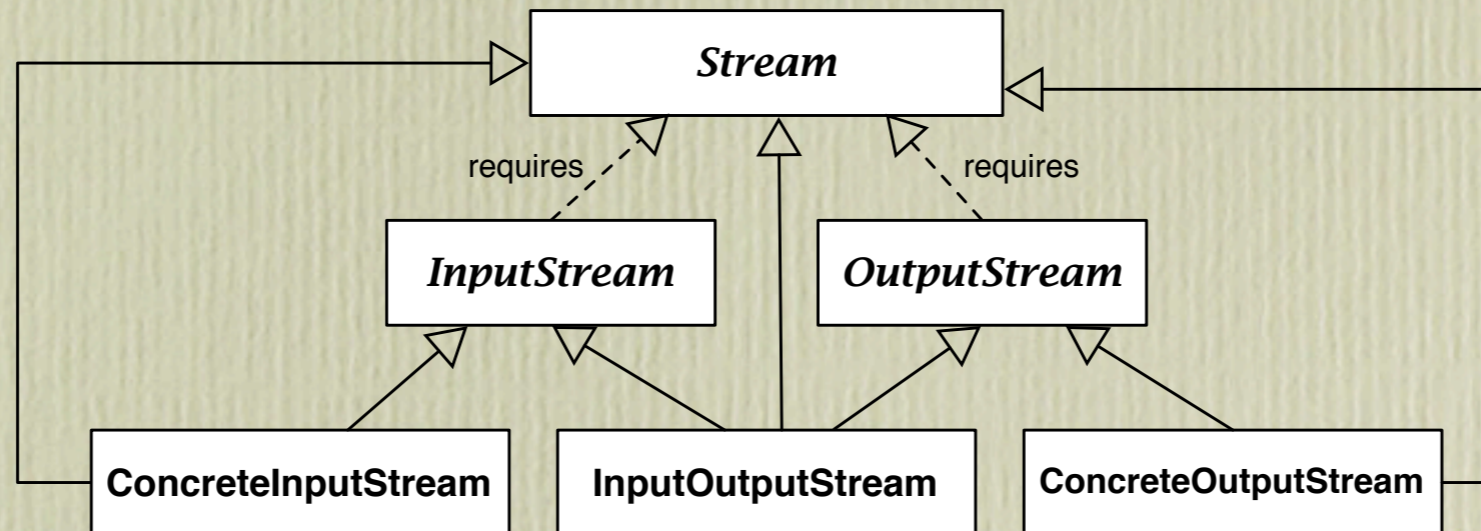 Stream
requires
requires
InputStream
OutputStream
ConcreteInputStream
InputOutputStream
ConcreteOutputStream